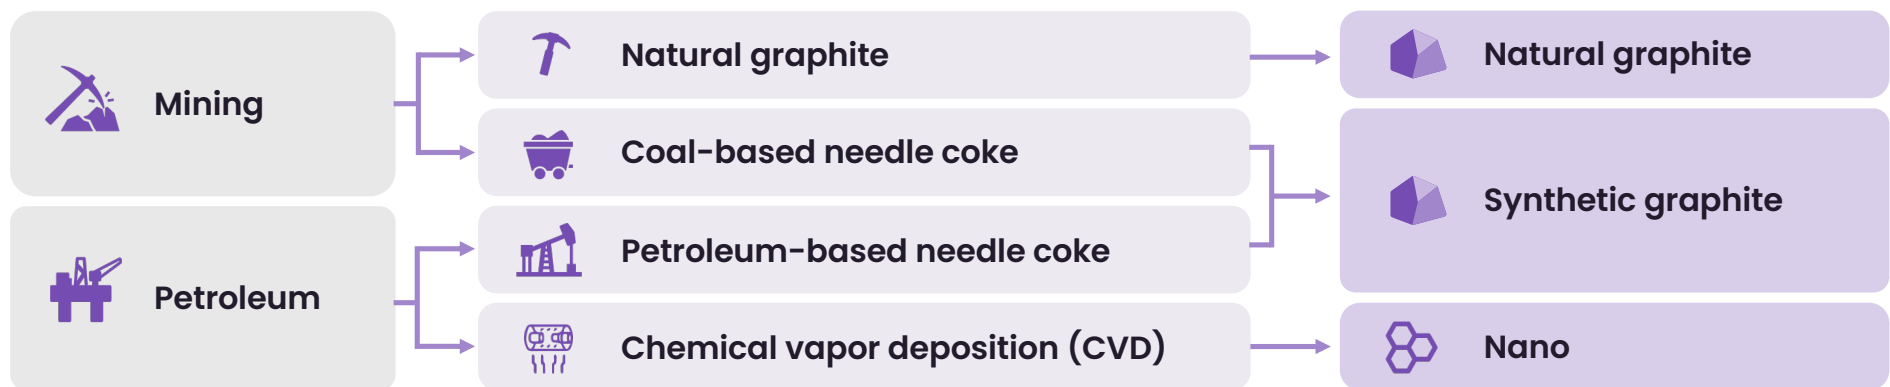 Mining
Natural graphite
Natural graphite
Coal-based needle coke
Synthetic graphite
Petroleum
Petroleum-based needle coke
Chemical vapor deposition (CVD)
Nano